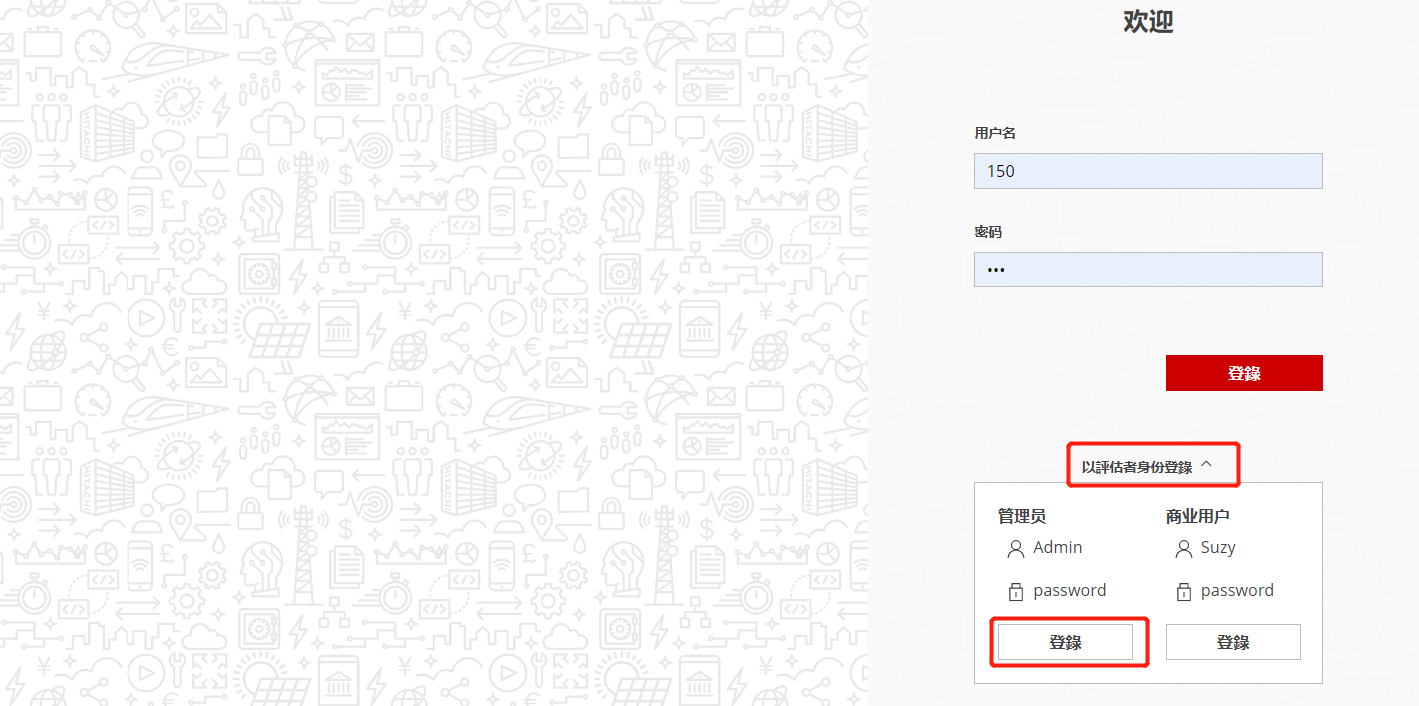 欢迎
用户名
150
密码
•••
登錄
以評估者身份登錄
管理员
商业用户
Admin
Suzy
password
password
登錄
登錄